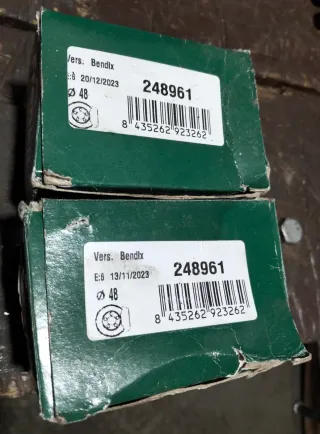 Vers. Bendix
E:6 20/12/2023
248961
Ø 48
8 435262 923262
Vers. Bendix
E:6 13/11/2023
248961
Ø 48
8 435262 923262